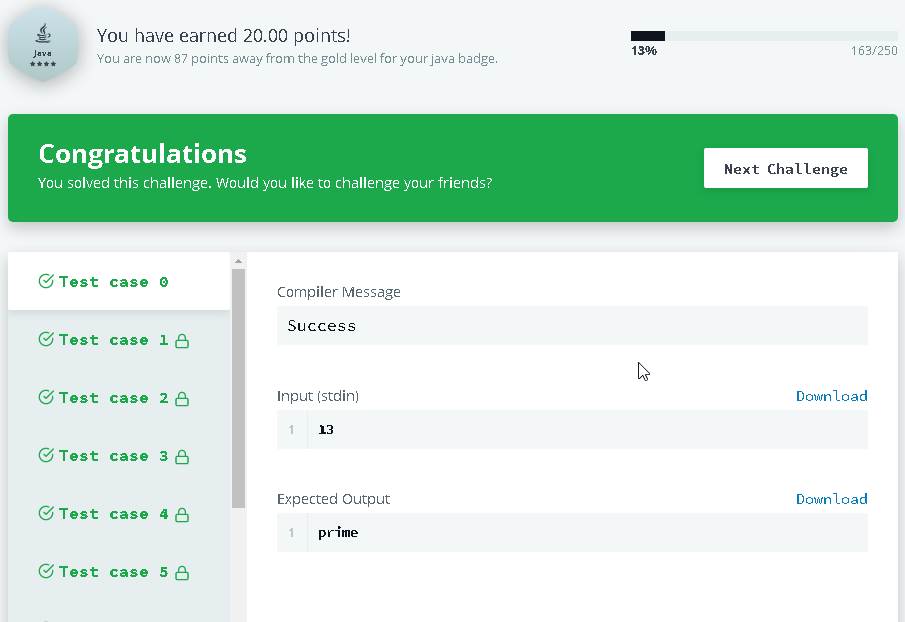 Java
You have earned 20.00 points!
You are now 87 points away from the gold level for your java badge.
13%
163/250
Congratulations
You solved this challenge. Would you like to challenge your friends?
Next Challenge
Test case 0
Test case 1
Test case 2
Test case 3
Test case 4
Test case 5
Compiler Message
Success
Input (stdin)
Download
1 13
Expected Output
Download
1 prime